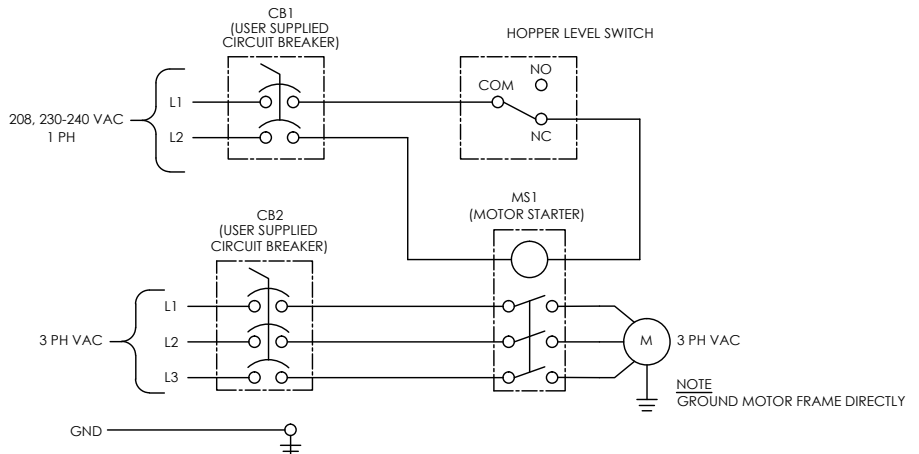 CB1
(USER SUPPLIED
CIRCUIT BREAKER)
HOPPER LEVEL SWITCH
NO
COM
NC
L1
208, 230-240 VAC
1 PH
L2
MS1
(MOTOR STARTER)
CB2
(USER SUPPLIED
CIRCUIT BREAKER)
L1
3 PH VAC
L2
L3
M
3 PH VAC
NOTE
GROUND MOTOR FRAME DIRECTLY
GND